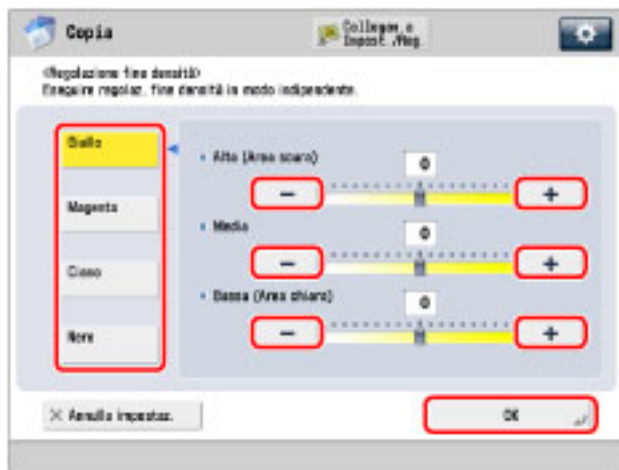 Copia
Collegam. a
Impost./Reg.
<Regolazione fine densità>
Eseguire regolaz. fine densità in modo indipendente.
Giallo
Magenta
Ciano
Nero
Alta (Area scura)
0
− +
Media
0
− +
Bassa (Area chiara)
0
− +
× Annulla impostaz.
OK